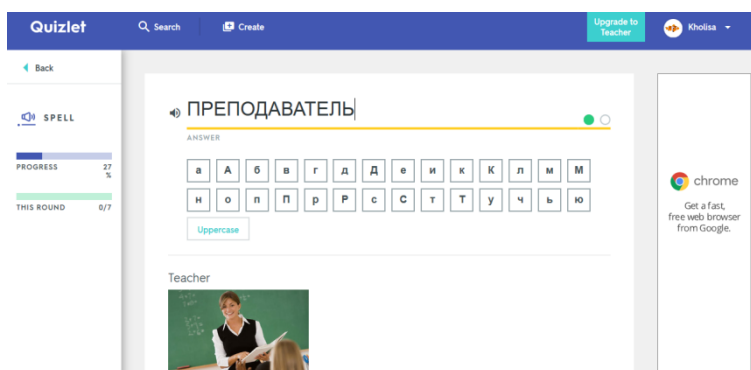 Quizlet
Search
Create
Upgrade to
Teacher
Kholisa
Back
SPELL
PROGRESS 27
%
THIS ROUND 0/7
ПРЕПОДАВАТЕЛЬ
ANSWER
а А б в г д Д е и к К л м М
н о п П р Р с С т Т у ч ь ю
Uppercase
Teacher
chrome
Get a fast,
free web browser
from Google.